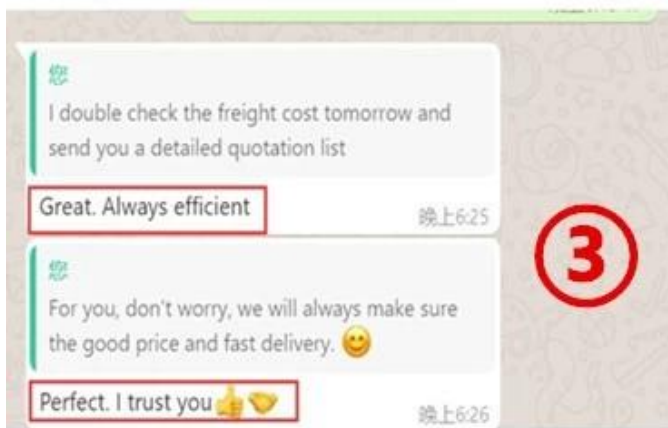 您
I double check the freight cost tomorrow and
send you a detailed quotation list
Great. Always efficient
晚上6:25
③
您
For you, don't worry, we will always make sure
the good price and fast delivery. 😊
Perfect. I trust you👍🤝
晚上6:26